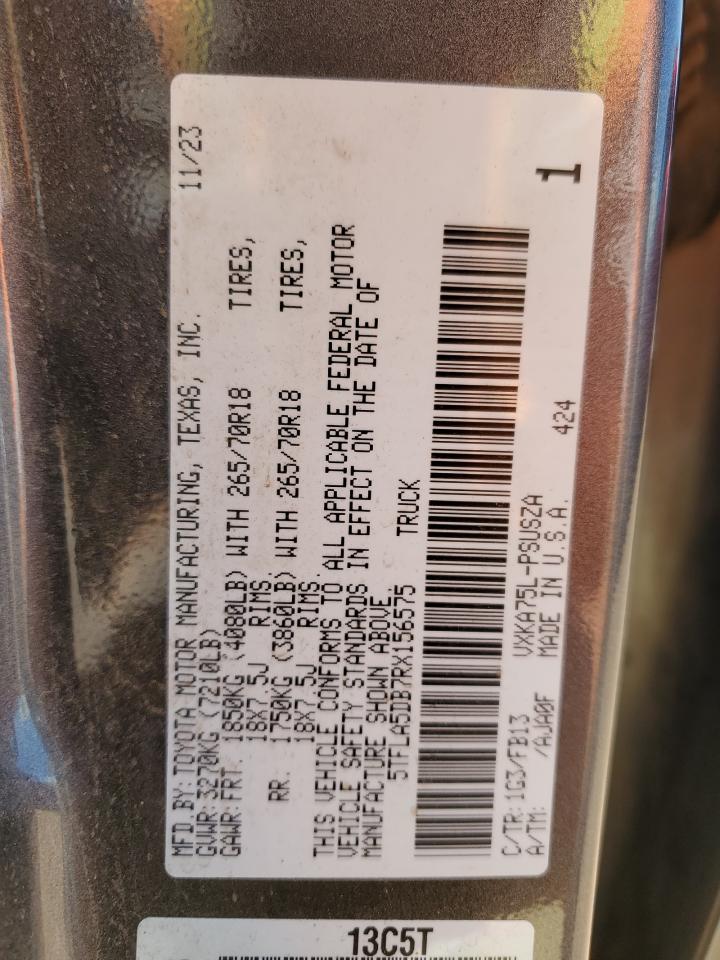 MFD.BY: TOYOTA MOTOR MANUFACTURING, TEXAS, INC. 11/23
GVWR: 3270KG (7210LB)
GAWR: FRT. 1850KG (4080LB) WITH 265/70R18 TIRES,
18X7.5J RIMS.
RR. 1750KG (3860LB) WITH 265/70R18 TIRES,
18X7.5J RIMS.
THIS VEHICLE CONFORMS TO ALL APPLICABLE FEDERAL MOTOR
VEHICLE SAFETY STANDARDS IN EFFECT ON THE DATE OF
MANUFACTURE SHOWN ABOVE.
5TFLA5DB7RX156575 TRUCK
1
C/TR: 1G3/FB13 VXKA75L-PSUSZA 424
A/TM: /AJA0F MADE IN U.S.A.
13C5T